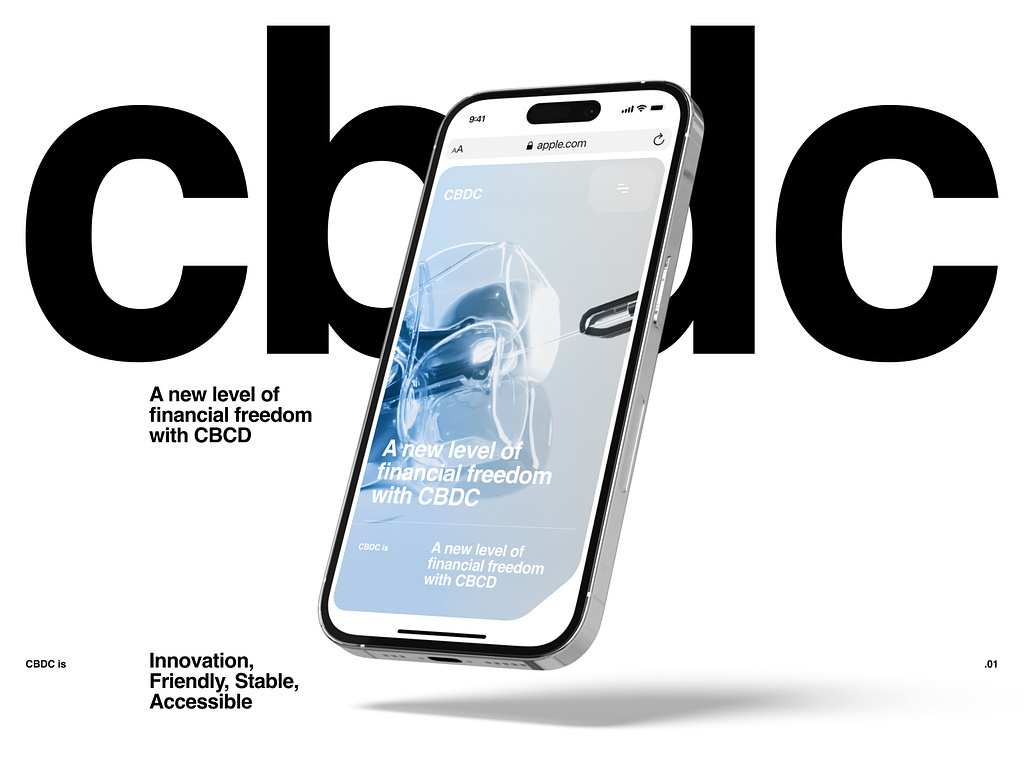 cbdc
9:41
AA
apple.com
CBDC
A new level of
financial freedom
with CBDC
CBDC is
A new level of
financial freedom
with CBCD
A new level of
financial freedom
with CBCD
CBDC is
Innovation,
Friendly, Stable,
Accessible
.01